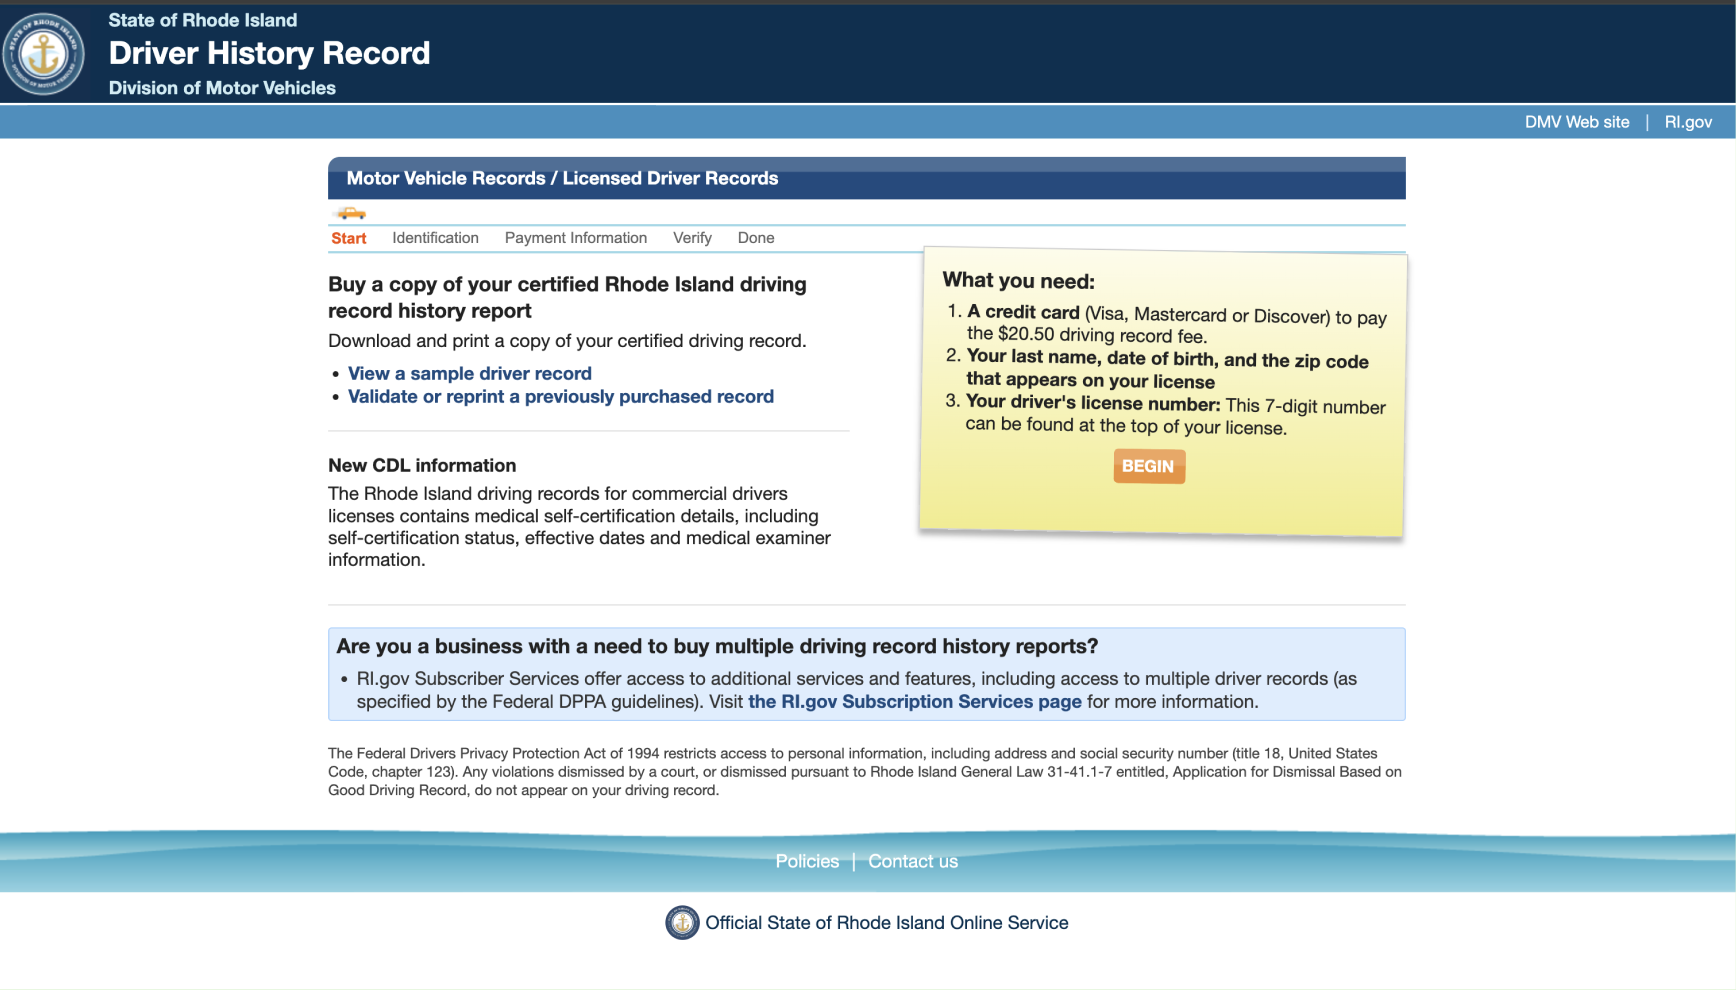 State of Rhode Island
Driver History Record
Division of Motor Vehicles
DMV Web site | RI.gov
Motor Vehicle Records / Licensed Driver Records
Start Identification Payment Information Verify Done
Buy a copy of your certified Rhode Island driving
record history report
Download and print a copy of your certified driving record.
• View a sample driver record
• Validate or reprint a previously purchased record
New CDL information
The Rhode Island driving records for commercial drivers
licenses contains medical self-certification details, including
self-certification status, effective dates and medical examiner
information.
What you need:
1. A credit card (Visa, Mastercard or Discover) to pay
the $20.50 driving record fee.
2. Your last name, date of birth, and the zip code
that appears on your license
3. Your driver's license number: This 7-digit number
can be found at the top of your license.
BEGIN
Are you a business with a need to buy multiple driving record history reports?
• RI.gov Subscriber Services offer access to additional services and features, including access to multiple driver records (as
specified by the Federal DPPA guidelines). Visit the RI.gov Subscription Services page for more information.
The Federal Drivers Privacy Protection Act of 1994 restricts access to personal information, including address and social security number (title 18, United States
Code, chapter 123). Any violations dismissed by a court, or dismissed pursuant to Rhode Island General Law 31-41.1-7 entitled, Application for Dismissal Based on
Good Driving Record, do not appear on your driving record.
Policies | Contact us
Official State of Rhode Island Online Service